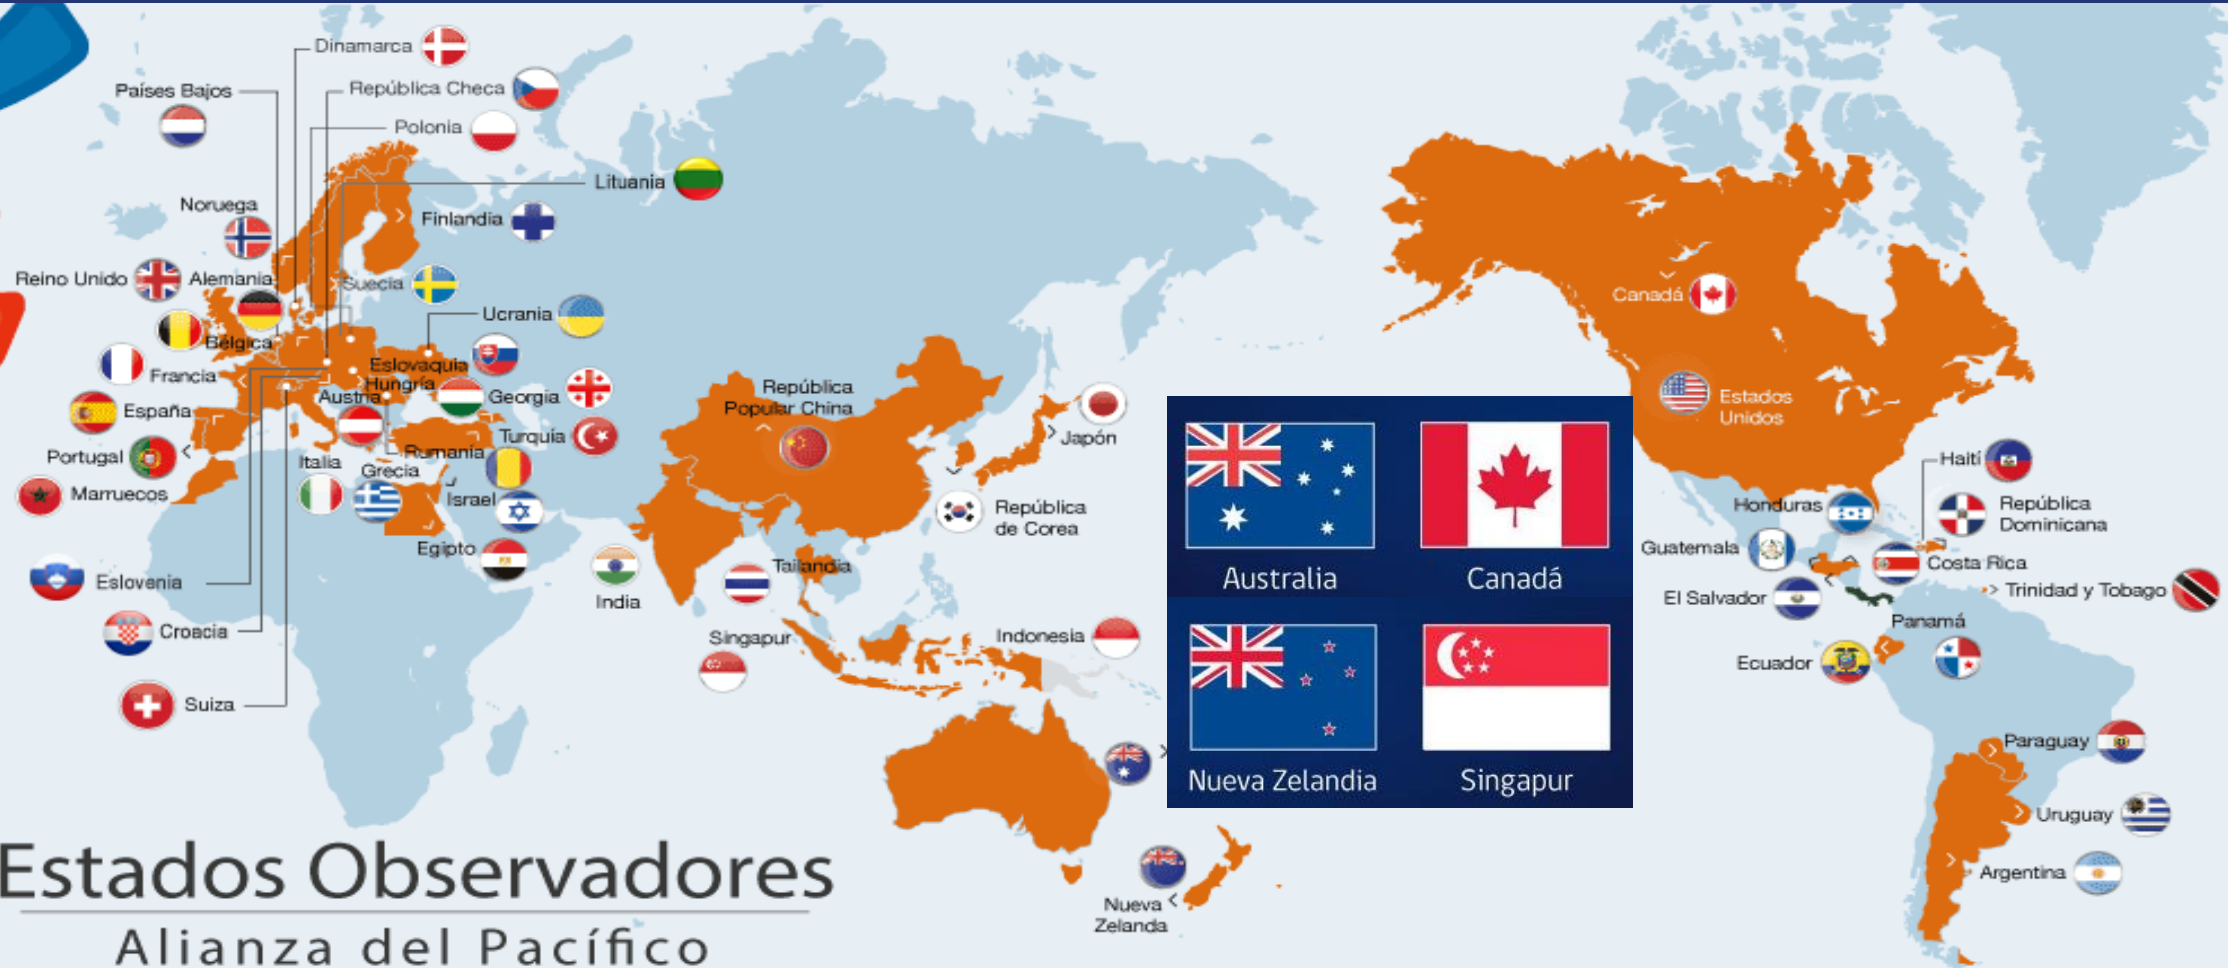 Dinamarca
Países Bajos
República Checa
Polonia
Lituania
Noruega
Finlandia
Reino Unido
Alemania
Suecia
Ucrania
Bélgica
Eslovaquia
Francia
Hungría
Austria
Georgia
España
Turquía
Portugal
Rumanía
Italia
Grecia
Marruecos
Israel
Egipto
Eslovenia
Croacia
Suiza
República
Popular China
Japón
República
de Corea
India
Tailandia
Singapur
Indonesia
Nueva
Zelanda
Australia
Canadá
Nueva Zelandia
Singapur
Canadá
Estados
Unidos
Haití
Honduras
República
Dominicana
Guatemala
Costa Rica
El Salvador
Trinidad y Tobago
Panamá
Ecuador
Paraguay
Uruguay
Argentina
Estados Observadores
Alianza del Pacífico